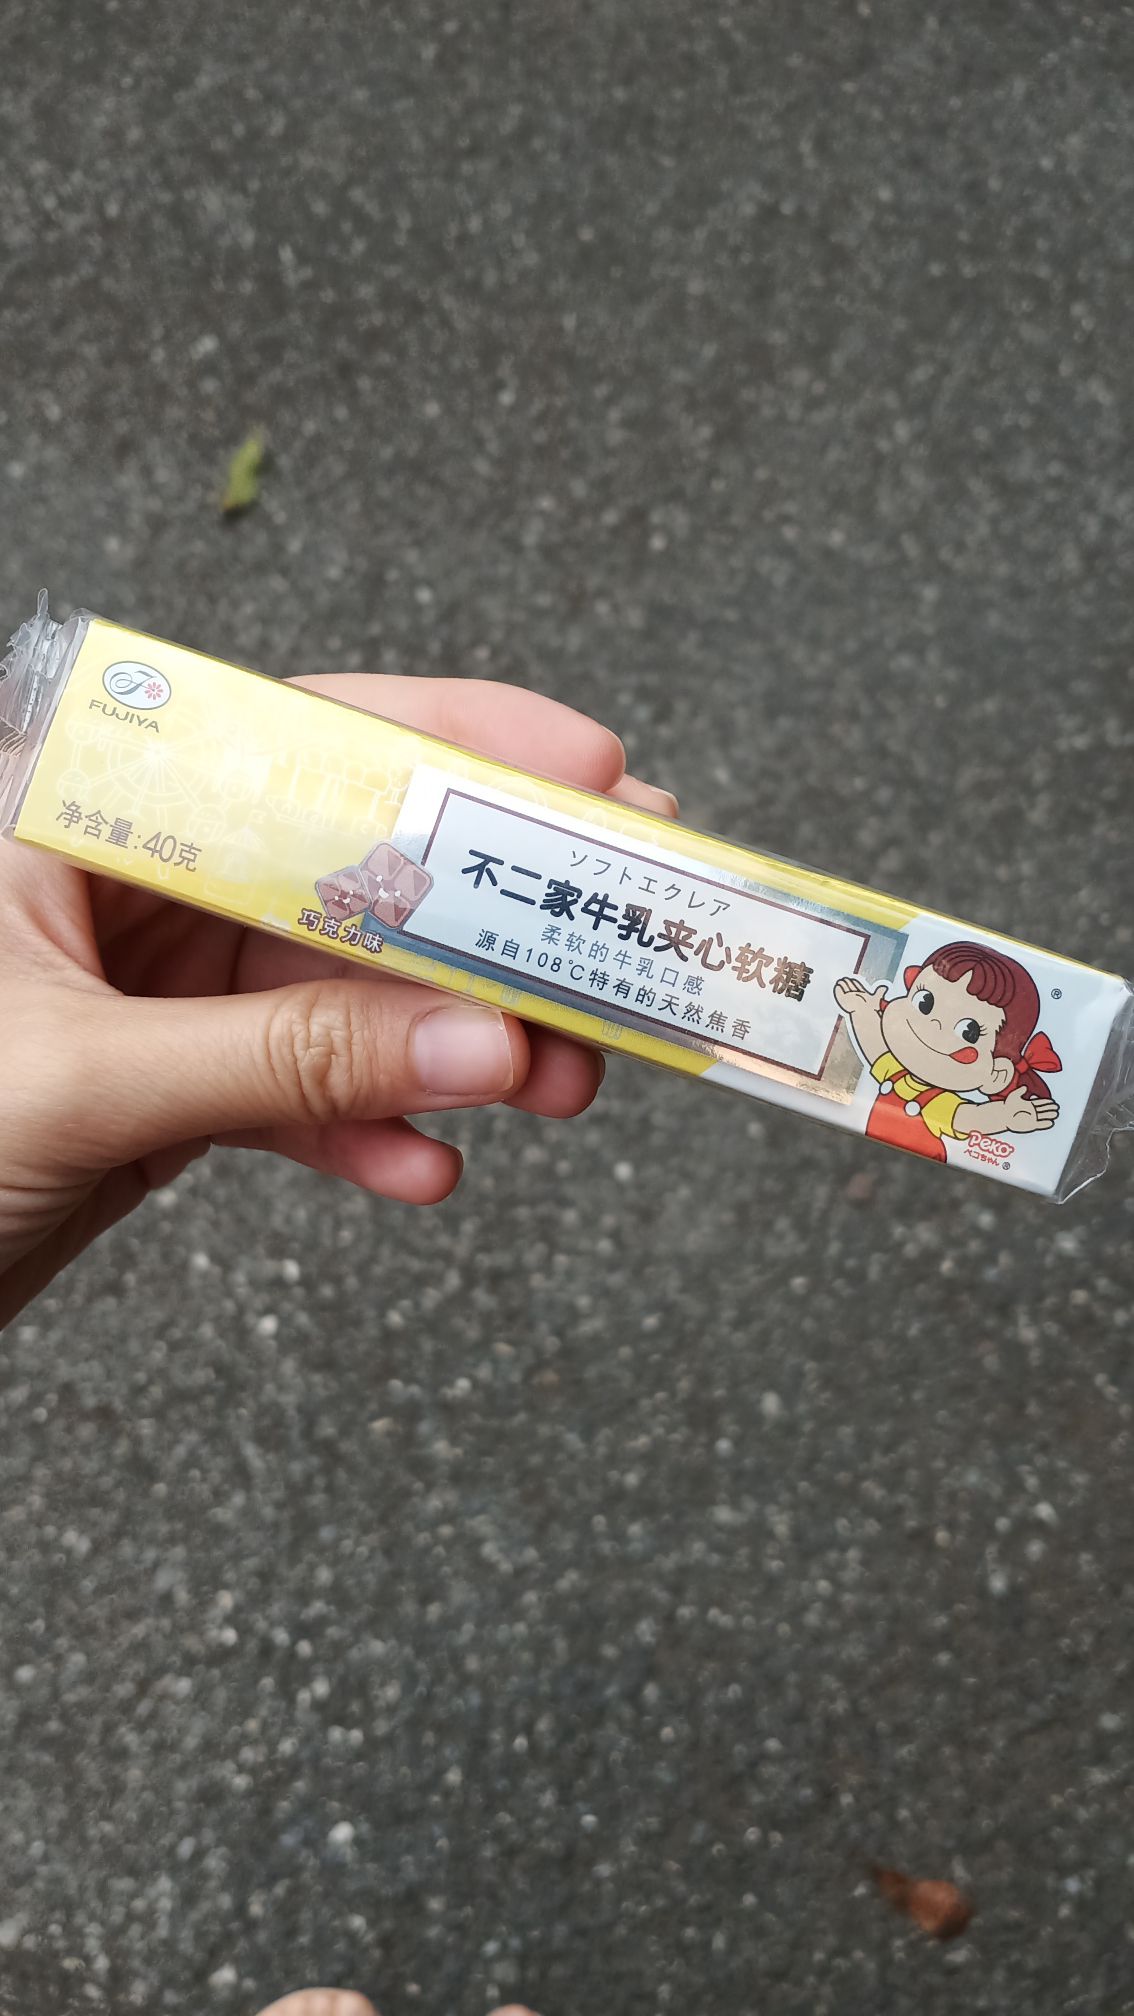 FUJIYA
净含量:40克
巧克力味
ソフトエクレア
不二家牛乳夹心软糖
柔软的牛乳口感
源自108℃特有的天然焦香
®
Peko
ペコちゃん®